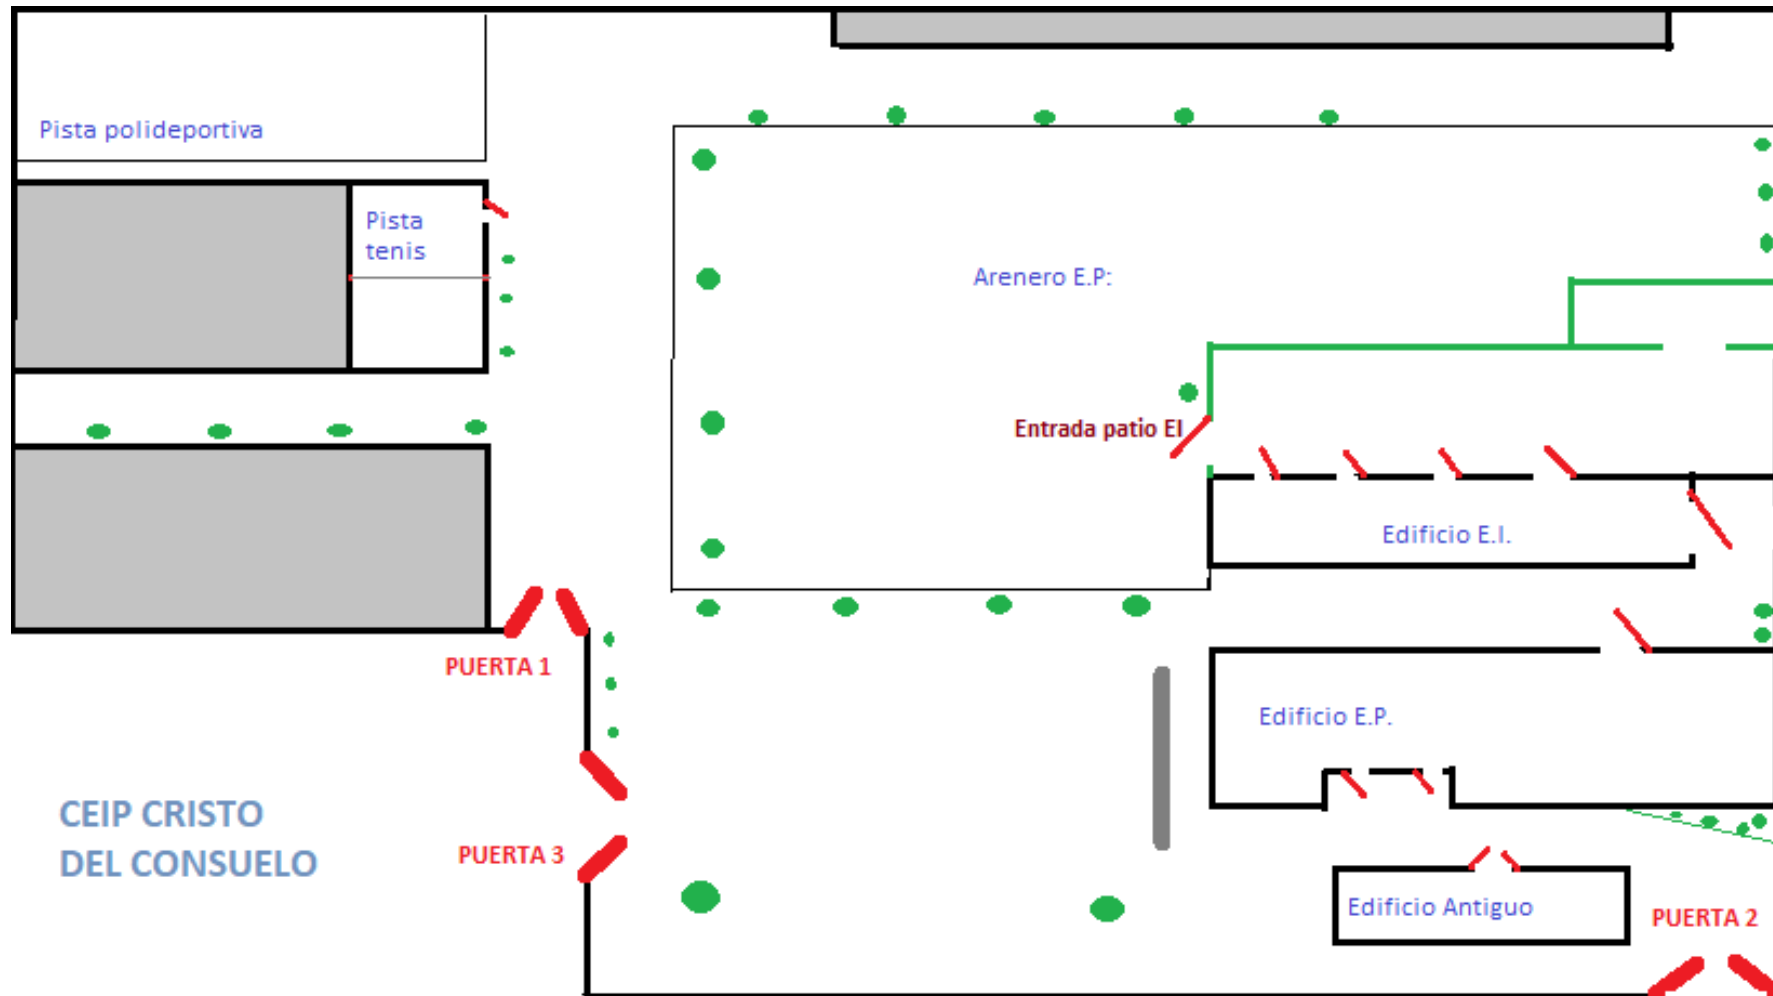 Pista polideportiva
Pista
tenis
Arenero E.P:
Entrada patio EI
Edificio E.I.
PUERTA 1
Edificio E.P.
CEIP CRISTO
DEL CONSUELO
PUERTA 3
Edificio Antiguo
PUERTA 2